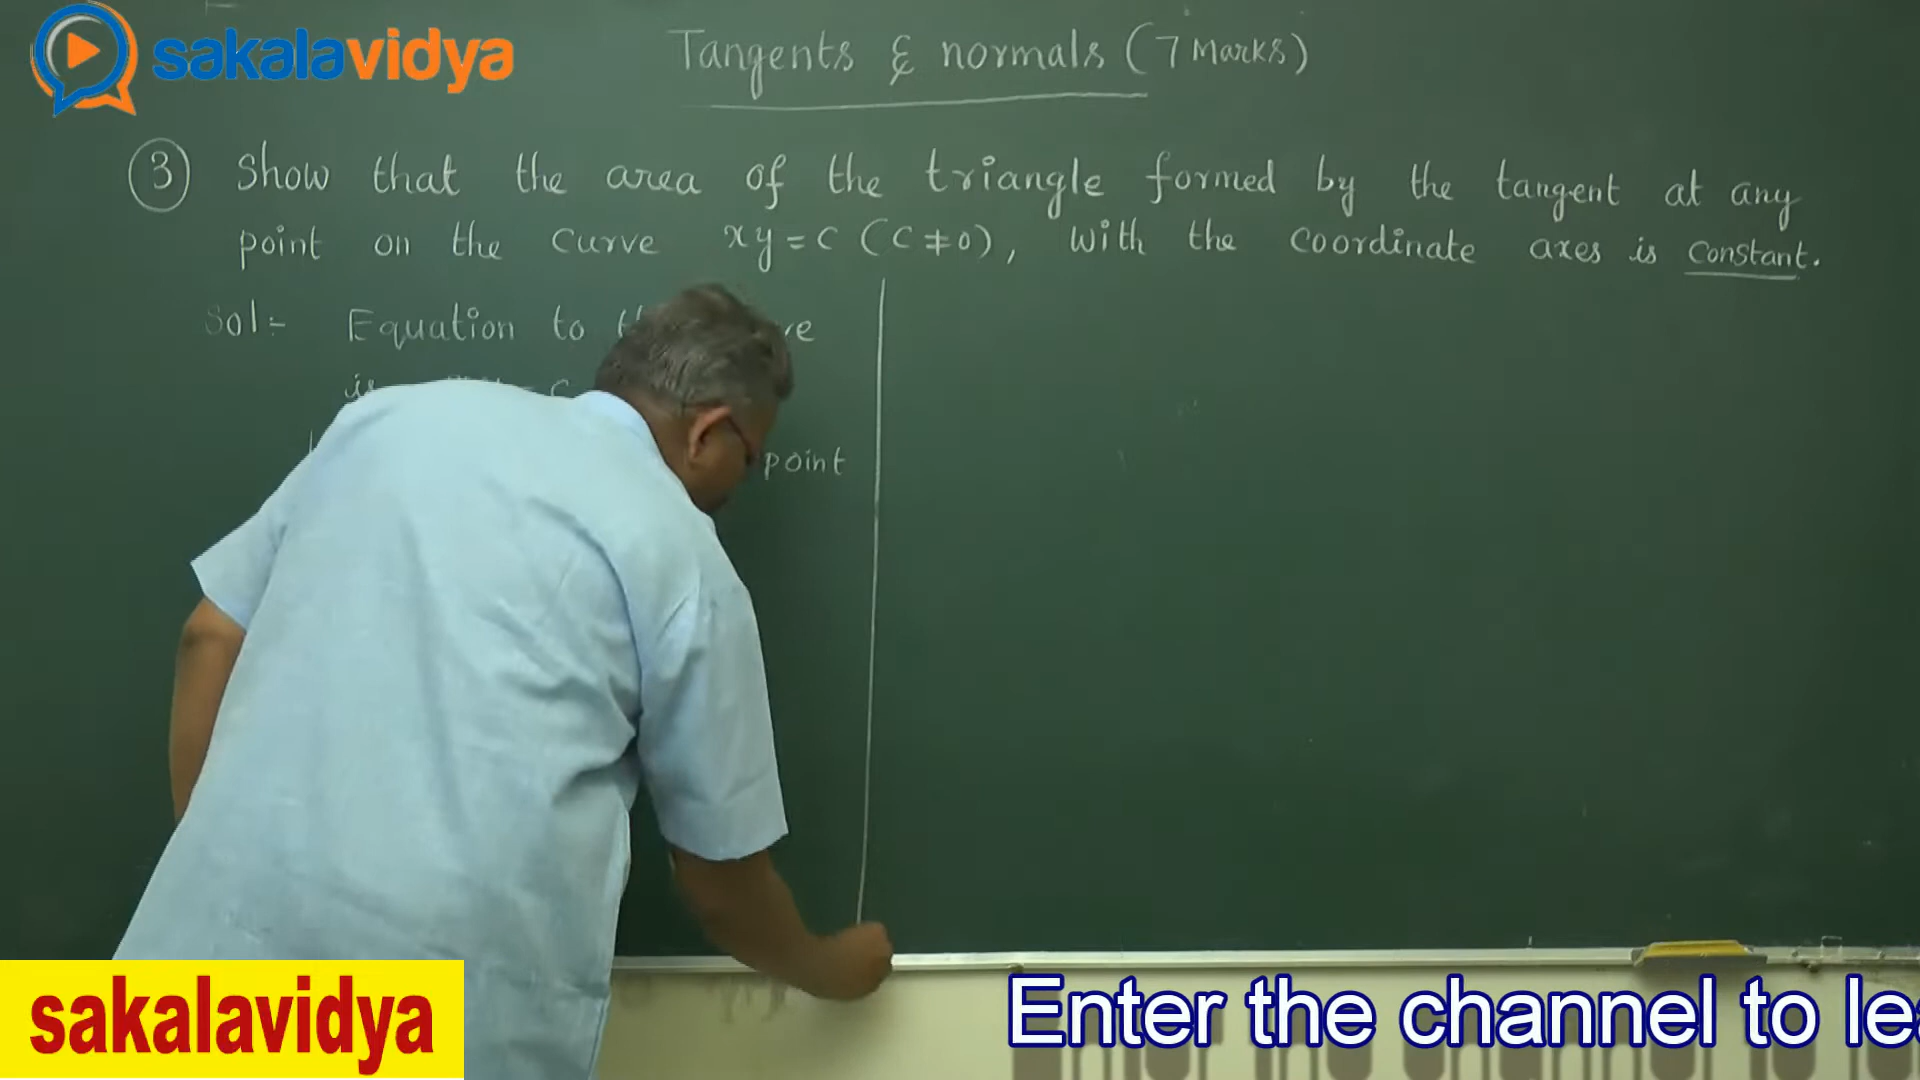 sakalavidya
Tangents & normals (7 Marks)
3 Show that the area of the triangle formed by the tangent at any
point on the curve xy = c (c ≠ 0), with the coordinate axes is constant.
Sol:- Equation to
is
point
sakalavidya
Enter the channel to